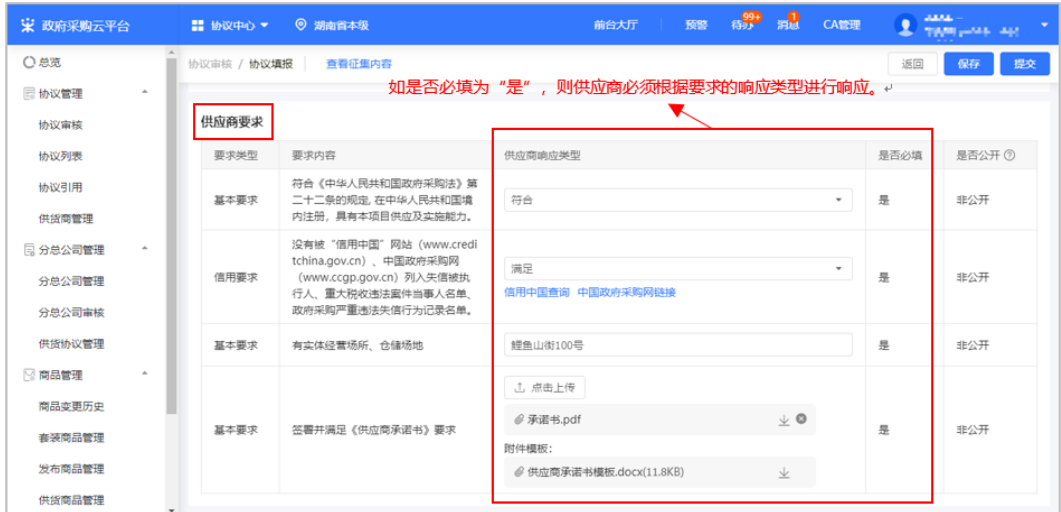 政府采购云平台
协议中心
湖南省本级
前台大厅
预警
待办
99+
消息
1
CA管理
总览
协议审核 / 协议填报
查看征集内容
返回
保存
提交
如是否必填为“是”，则供应商必须根据要求的响应类型进行响应。
协议管理
协议审核
协议列表
协议引用
供货商管理
分总公司管理
分总公司管理
分总公司审核
供货协议管理
商品管理
商品变更历史
套装商品管理
发布商品管理
供货商品管理
供应商要求
要求类型
要求内容
供应商响应类型
是否必填
是否公开
基本要求
符合《中华人民共和国政府采购法》第
二十二条的规定, 在中华人民共和国境
内注册，具有本项目供应及实施能力。
符合
是
非公开
信用要求
没有被“信用中国”网站（www.credi
tchina.gov.cn）、中国政府采购网
（www.ccgp.gov.cn）列入失信被执
行人、重大税收违法案件当事人名单、
政府采购严重违法失信行为记录名单。
满足
信用中国查询 中国政府采购网链接
是
非公开
基本要求
有实体经营场所、仓储场地
鲤鱼山街100号
是
非公开
基本要求
签署并满足《供应商承诺书》要求
点击上传
承诺书.pdf
附件模板：
供应商承诺书模板.docx(11.8KB)
是
非公开